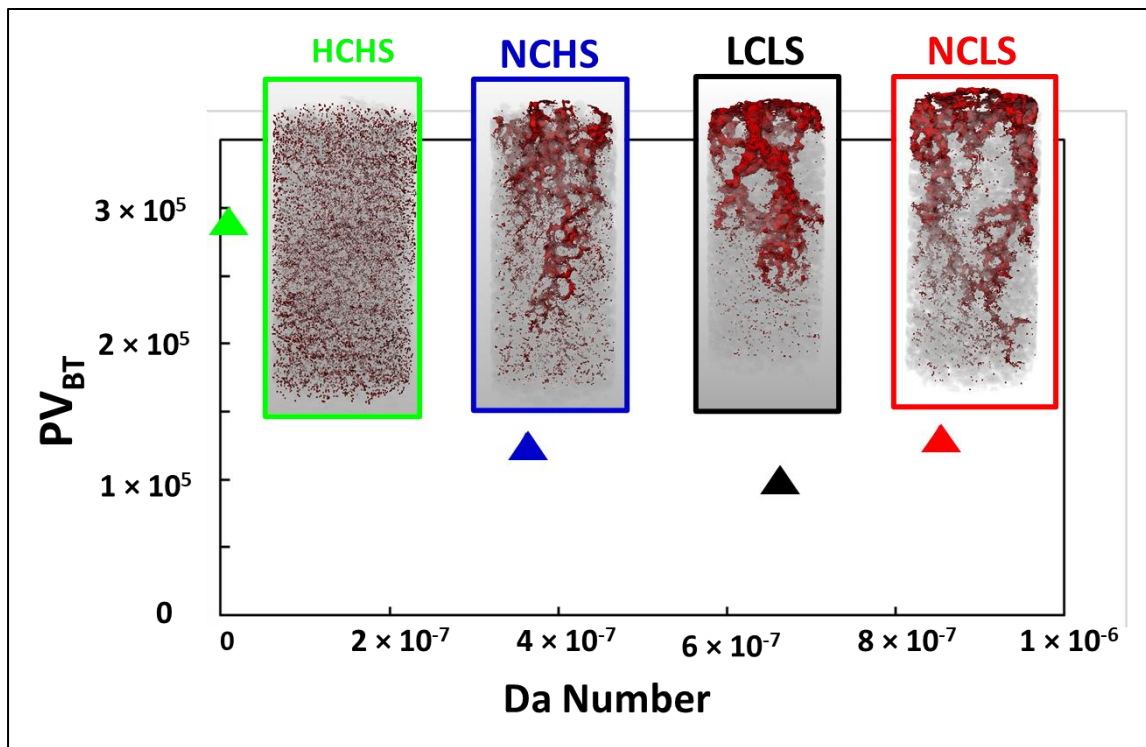 HCHS NCHS LCLS NCLS
3 × 10⁵
2 × 10⁵
1 × 10⁵
0
PV_BT
0 2 × 10⁻⁷ 4 × 10⁻⁷ 6 × 10⁻⁷ 8 × 10⁻⁷ 1 × 10⁻⁶
Da Number